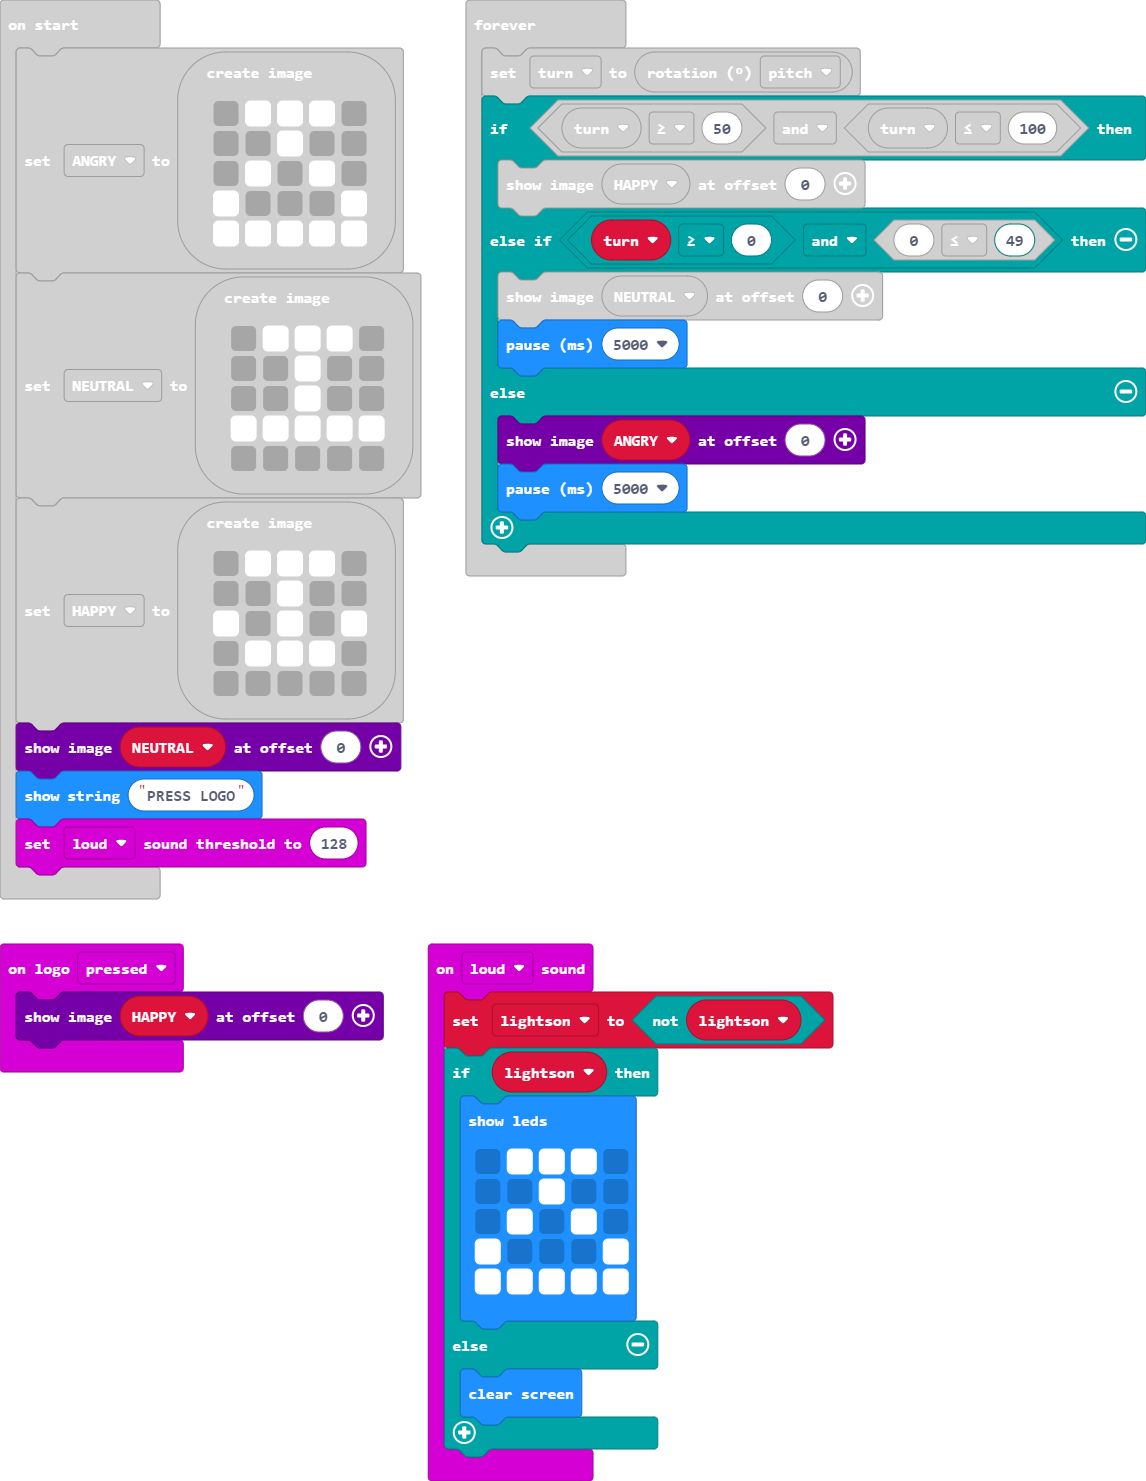 on start
set ANGRY to create image
set NEUTRAL to create image
set HAPPY to create image
show image NEUTRAL at offset 0
show string "PRESS LOGO"
set loud sound threshold to 128
forever
set turn to rotation (º) pitch
if turn ≥ 50 and turn ≤ 100 then
show image HAPPY at offset 0
else if turn ≥ 0 and 0 ≤ 49 then
show image NEUTRAL at offset 0
pause (ms) 5000
else
show image ANGRY at offset 0
pause (ms) 5000
on logo pressed
show image HAPPY at offset 0
on loud sound
set lightson to not lightson
if lightson then
show leds
else
clear screen